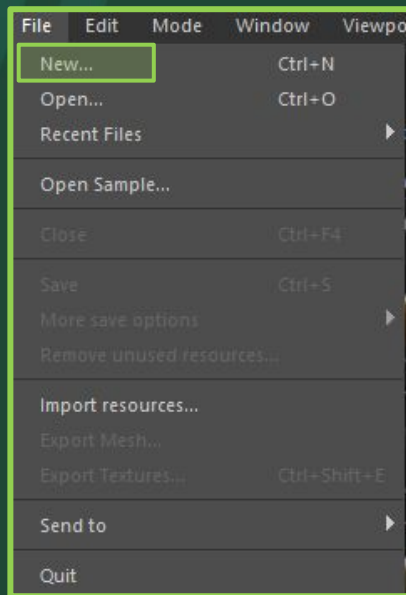 File Edit Mode Window Viewpo
New... Ctrl+N
Open... Ctrl+O
Recent Files
Open Sample...
Close Ctrl+F4
Save Ctrl+S
More save options
Remove unused resources...
Import resources...
Export Mesh...
Export Textures... Ctrl+Shift+E
Send to
Quit